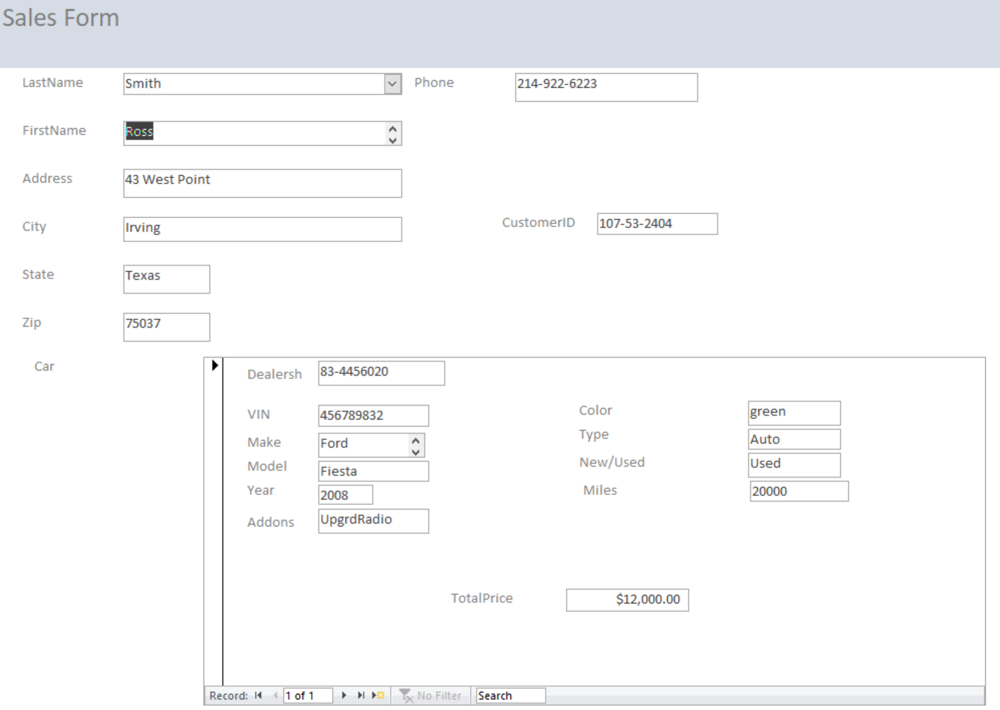 Sales Form
LastName Smith Phone 214-922-6223
FirstName Ross
Address 43 West Point
City Irving CustomerID 107-53-2404
State Texas
Zip 75037
Car
Dealersh 83-4456020
VIN 456789832 Color green
Make Ford Type Auto
Model Fiesta New/Used Used
Year 2008 Miles 20000
Addons UpgrdRadio
TotalPrice $12,000.00
Record: 1 of 1 No Filter Search